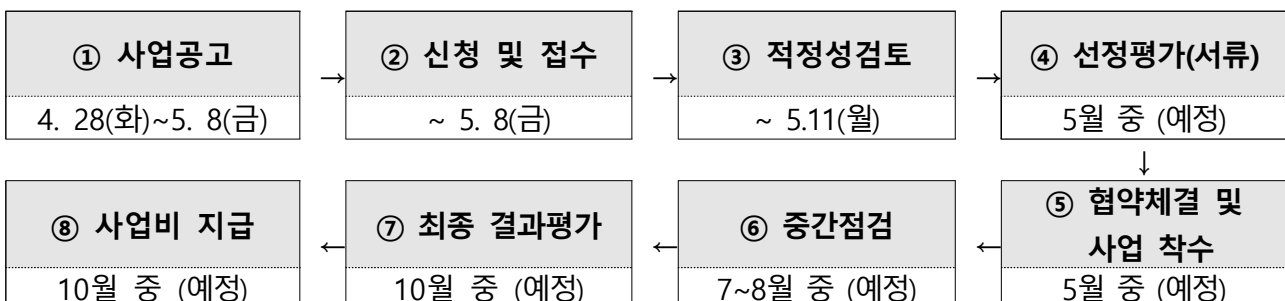 ① 사업공고
4. 28(화)~5. 8(금)
→
② 신청 및 접수
~ 5. 8(금)
→
③ 적정성검토
~ 5.11(월)
→
④ 선정평가(서류)
5월 중 (예정)
↓
⑤ 협약체결 및
사업 착수
5월 중 (예정)
←
⑥ 중간점검
7~8월 중 (예정)
←
⑦ 최종 결과평가
10월 중 (예정)
←
⑧ 사업비 지급
10월 중 (예정)